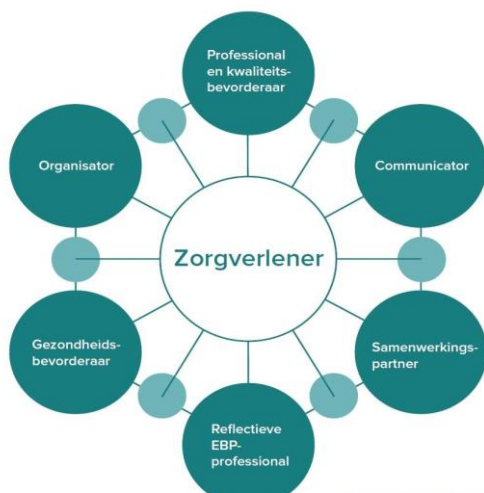 Professional
en kwaliteits-
bevorderaar
Organisator
Communicator
Zorgverlener
Gezondheids-
bevorderaar
Samenwerkings-
partner
Reflectieve
EBP-
professional